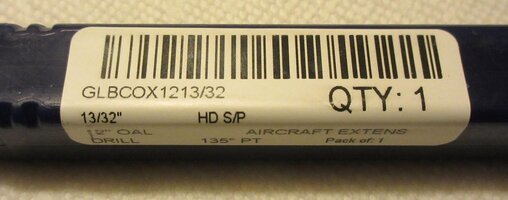 GLBCOX1213/32
QTY: 1
13/32" HD S/P
12" OAL AIRCRAFT EXTENS
DRILL 135° PT Pack of: 1